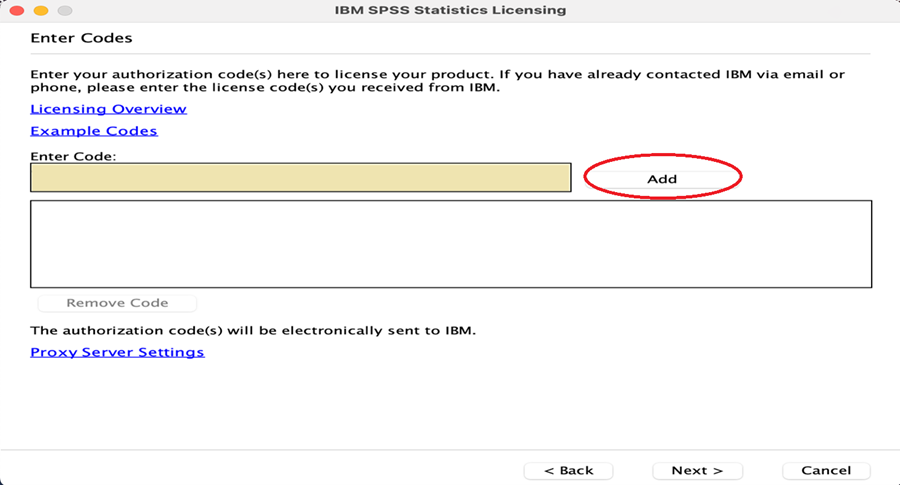 IBM SPSS Statistics Licensing
Enter Codes
Enter your authorization code(s) here to license your product. If you have already contacted IBM via email or
phone, please enter the license code(s) you received from IBM.
Licensing Overview
Example Codes
Enter Code:
Add
Remove Code
The authorization code(s) will be electronically sent to IBM.
Proxy Server Settings
< Back
Next >
Cancel